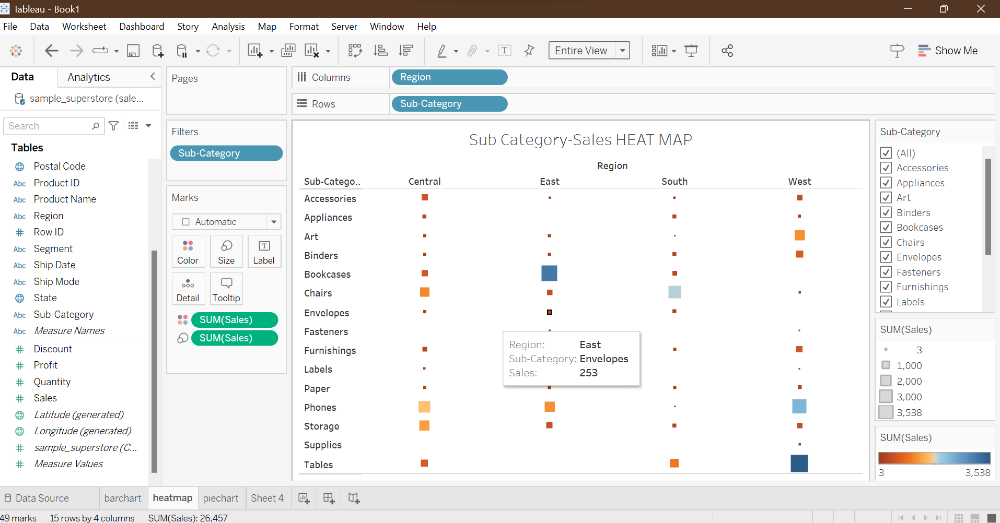 Tableau - Book1
File Data Worksheet Dashboard Story Analysis Map Format Server Window Help
Entire View
Show Me
Data Analytics
sample_superstore (sale...
Search
Tables
Postal Code
Abc Product ID
Abc Product Name
Abc Region
Row ID
Abc Segment
Abc Ship Date
Abc Ship Mode
State
Abc Sub-Category
Abc Measure Names
Discount
Profit
Quantity
Sales
Latitude (generated)
Longitude (generated)
sample_superstore (C...
Measure Values
Pages
Filters
Sub-Category
Marks
Automatic
Color Size Label
Detail Tooltip
SUM(Sales)
SUM(Sales)
Columns Region
Rows Sub-Category
Sub Category-Sales HEAT MAP
Region
Sub-Catego.. Central East South West
Accessories
Appliances
Art
Binders
Bookcases
Chairs
Envelopes
Fasteners
Furnishings
Labels
Paper
Phones
Storage
Supplies
Tables
Region: East
Sub-Category: Envelopes
Sales: 253
Sub-Category
(All)
Accessories
Appliances
Art
Binders
Bookcases
Chairs
Envelopes
Fasteners
Furnishings
Labels
SUM(Sales)
3
1,000
2,000
3,000
3,538
SUM(Sales)
3 3,538
Data Source barchart heatmap piechart Sheet 4
49 marks 15 rows by 4 columns SUM(Sales): 26,457